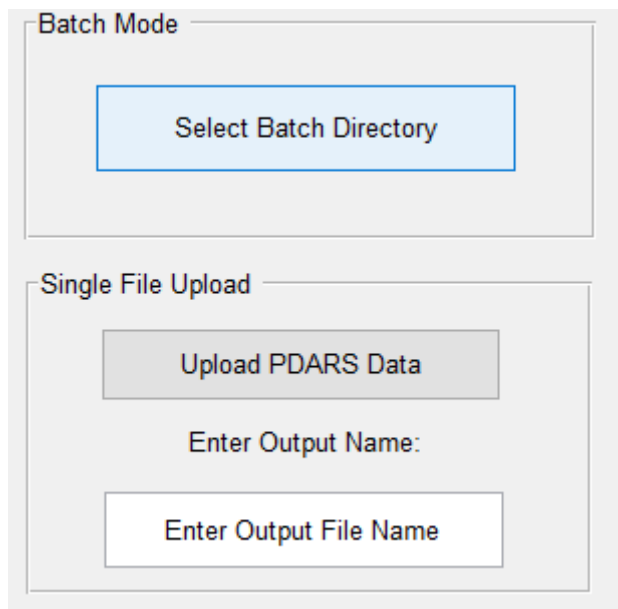 Batch Mode
Select Batch Directory
Single File Upload
Upload PDARS Data
Enter Output Name:
Enter Output File Name